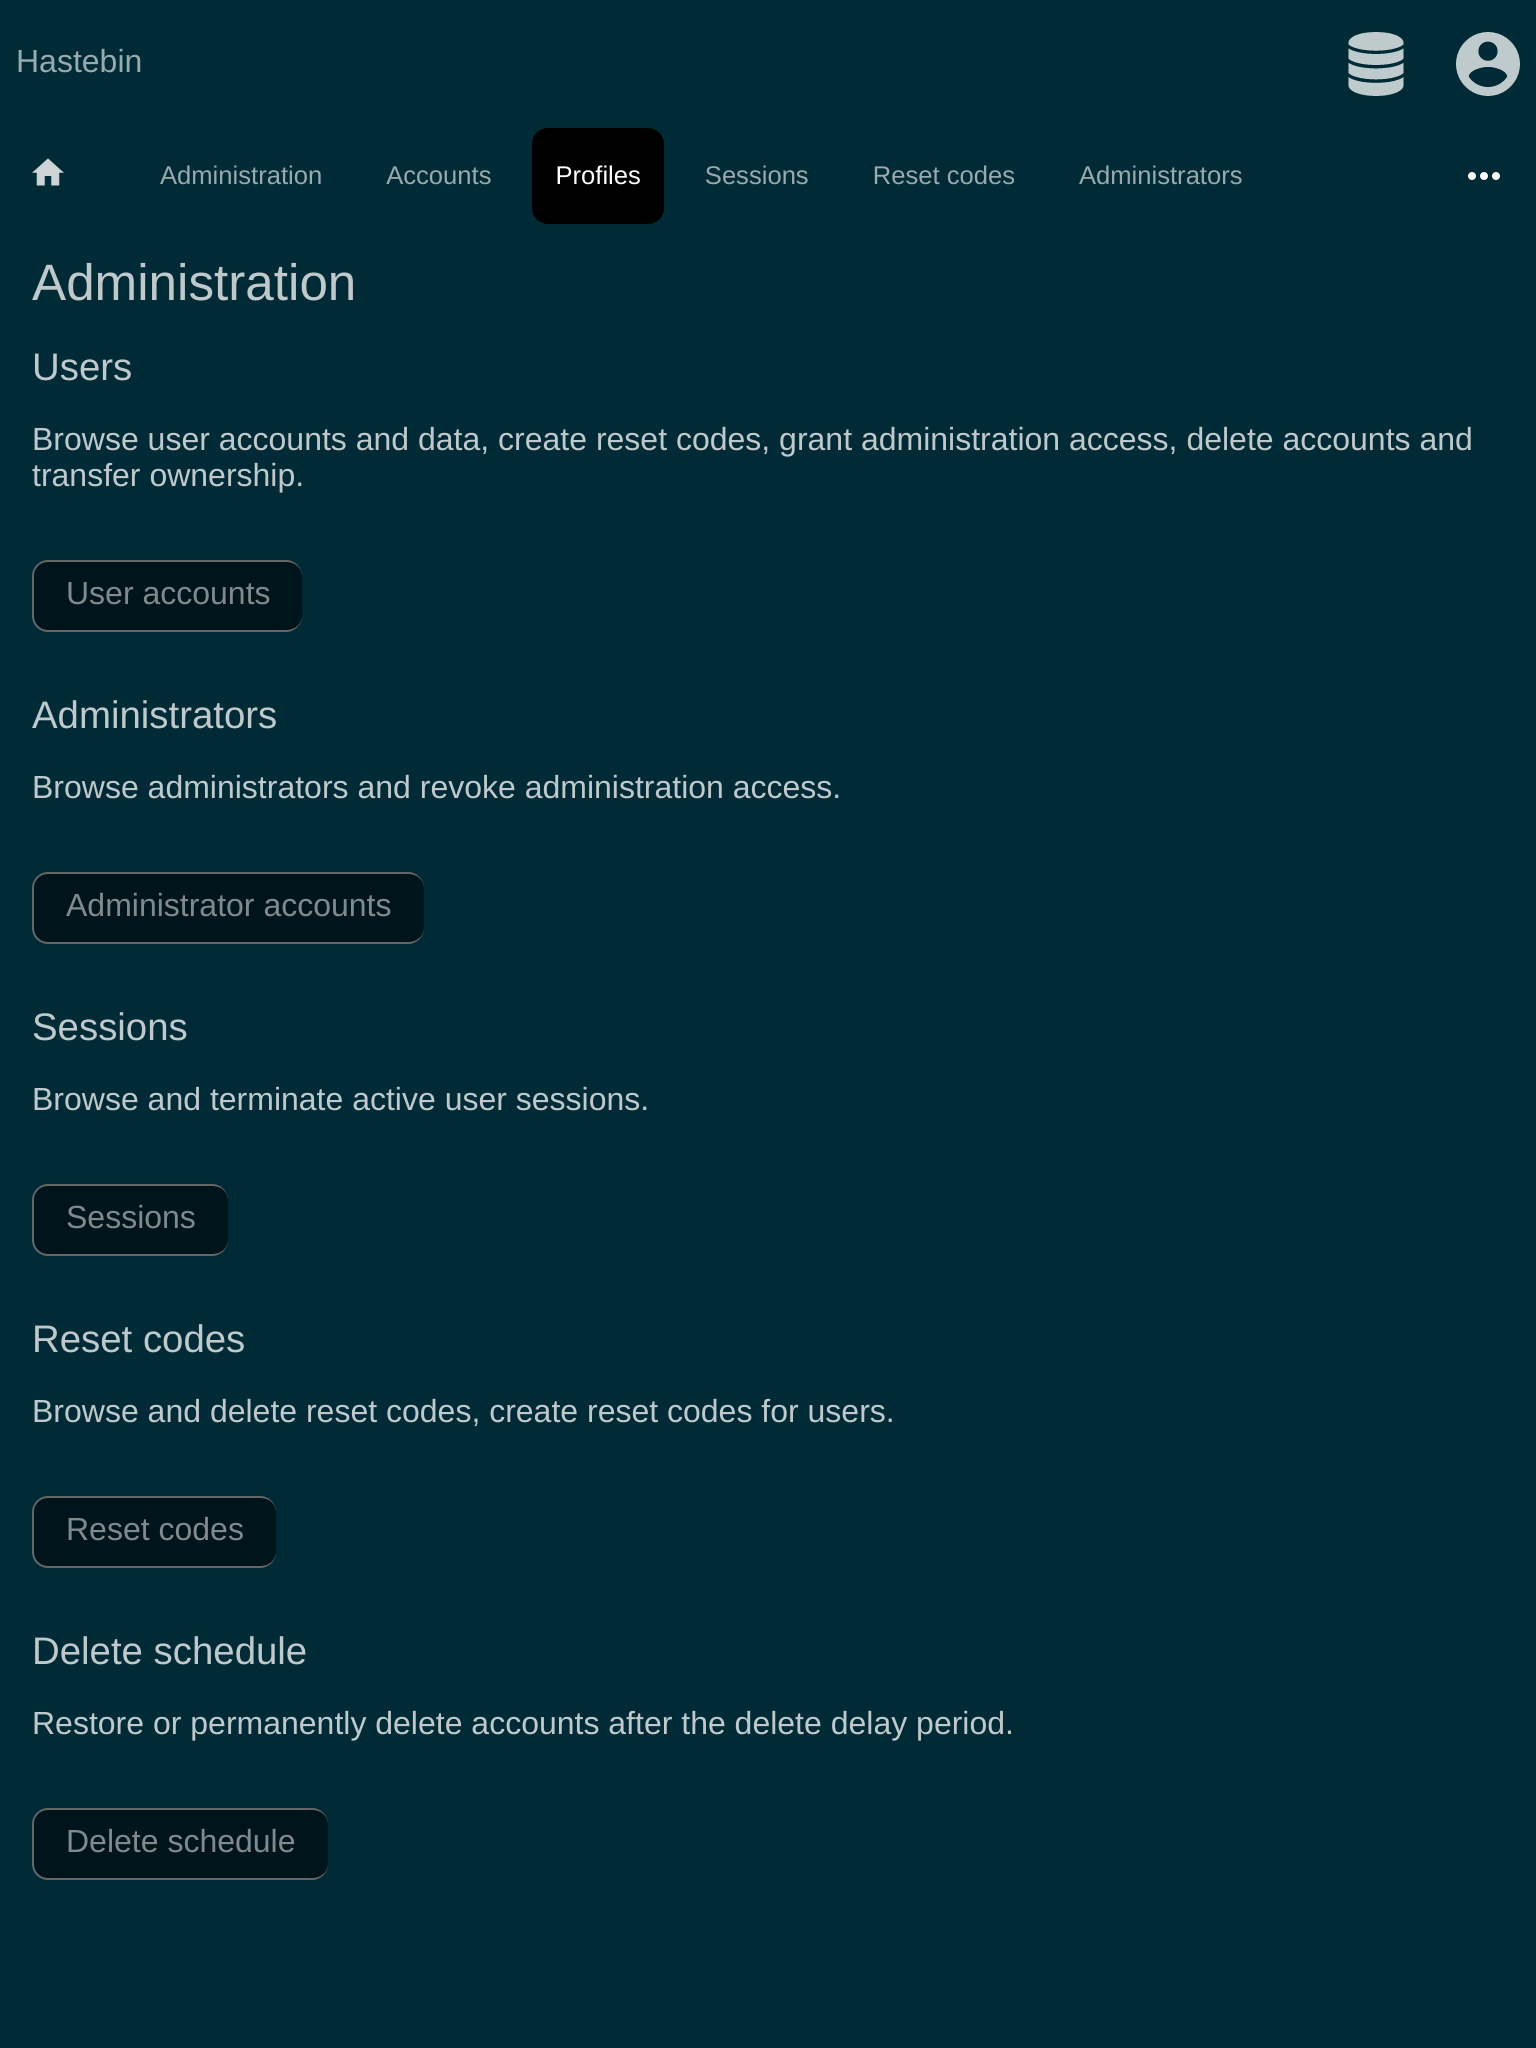 Hastebin
Administration
Accounts
Profiles
Sessions
Reset codes
Administrators
Administration
Users
Browse user accounts and data, create reset codes, grant administration access, delete accounts and
transfer ownership.
User accounts
Administrators
Browse administrators and revoke administration access.
Administrator accounts
Sessions
Browse and terminate active user sessions.
Sessions
Reset codes
Browse and delete reset codes, create reset codes for users.
Reset codes
Delete schedule
Restore or permanently delete accounts after the delete delay period.
Delete schedule